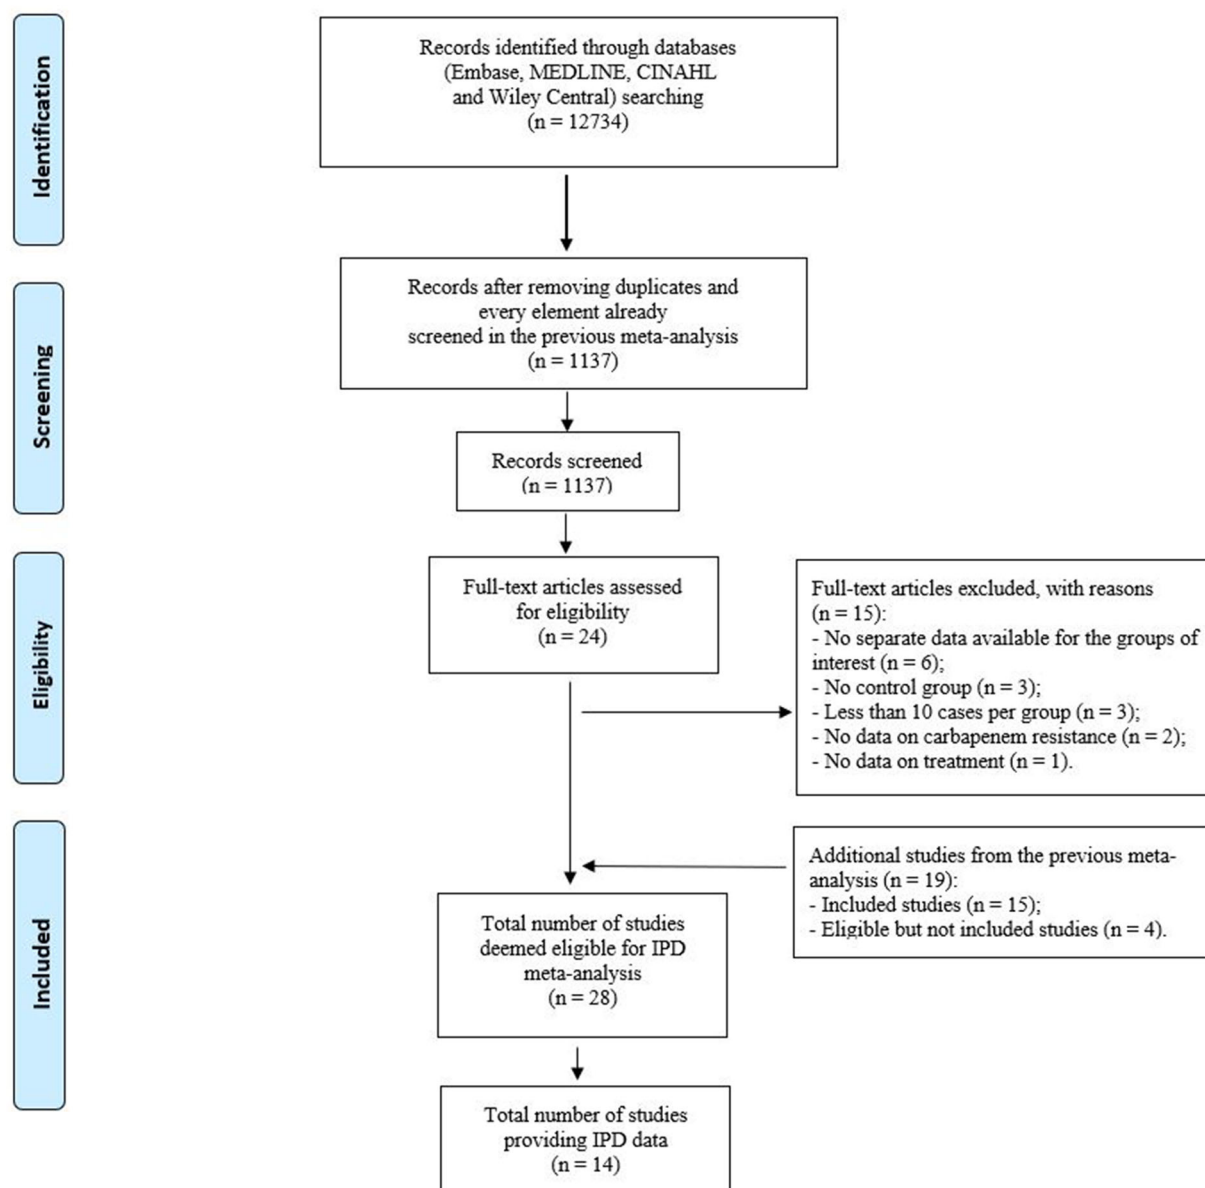 Identification
Records identified through databases
(Embase, MEDLINE, CINAHL
and Wiley Central) searching
(n = 12734)
Screening
Records after removing duplicates and
every element already
screened in the previous meta-analysis
(n = 1137)
Records screened
(n = 1137)
Eligibility
Full-text articles assessed
for eligibility
(n = 24)
Full-text articles excluded, with reasons
(n = 15):
- No separate data available for the groups of
interest (n = 6);
- No control group (n = 3);
- Less than 10 cases per group (n = 3);
- No data on carbapenem resistance (n = 2);
- No data on treatment (n = 1).
Included
Additional studies from the previous meta-
analysis (n = 19):
- Included studies (n = 15);
- Eligible but not included studies (n = 4).
Total number of studies
deemed eligible for IPD
meta-analysis
(n = 28)
Total number of studies
providing IPD data
(n = 14)